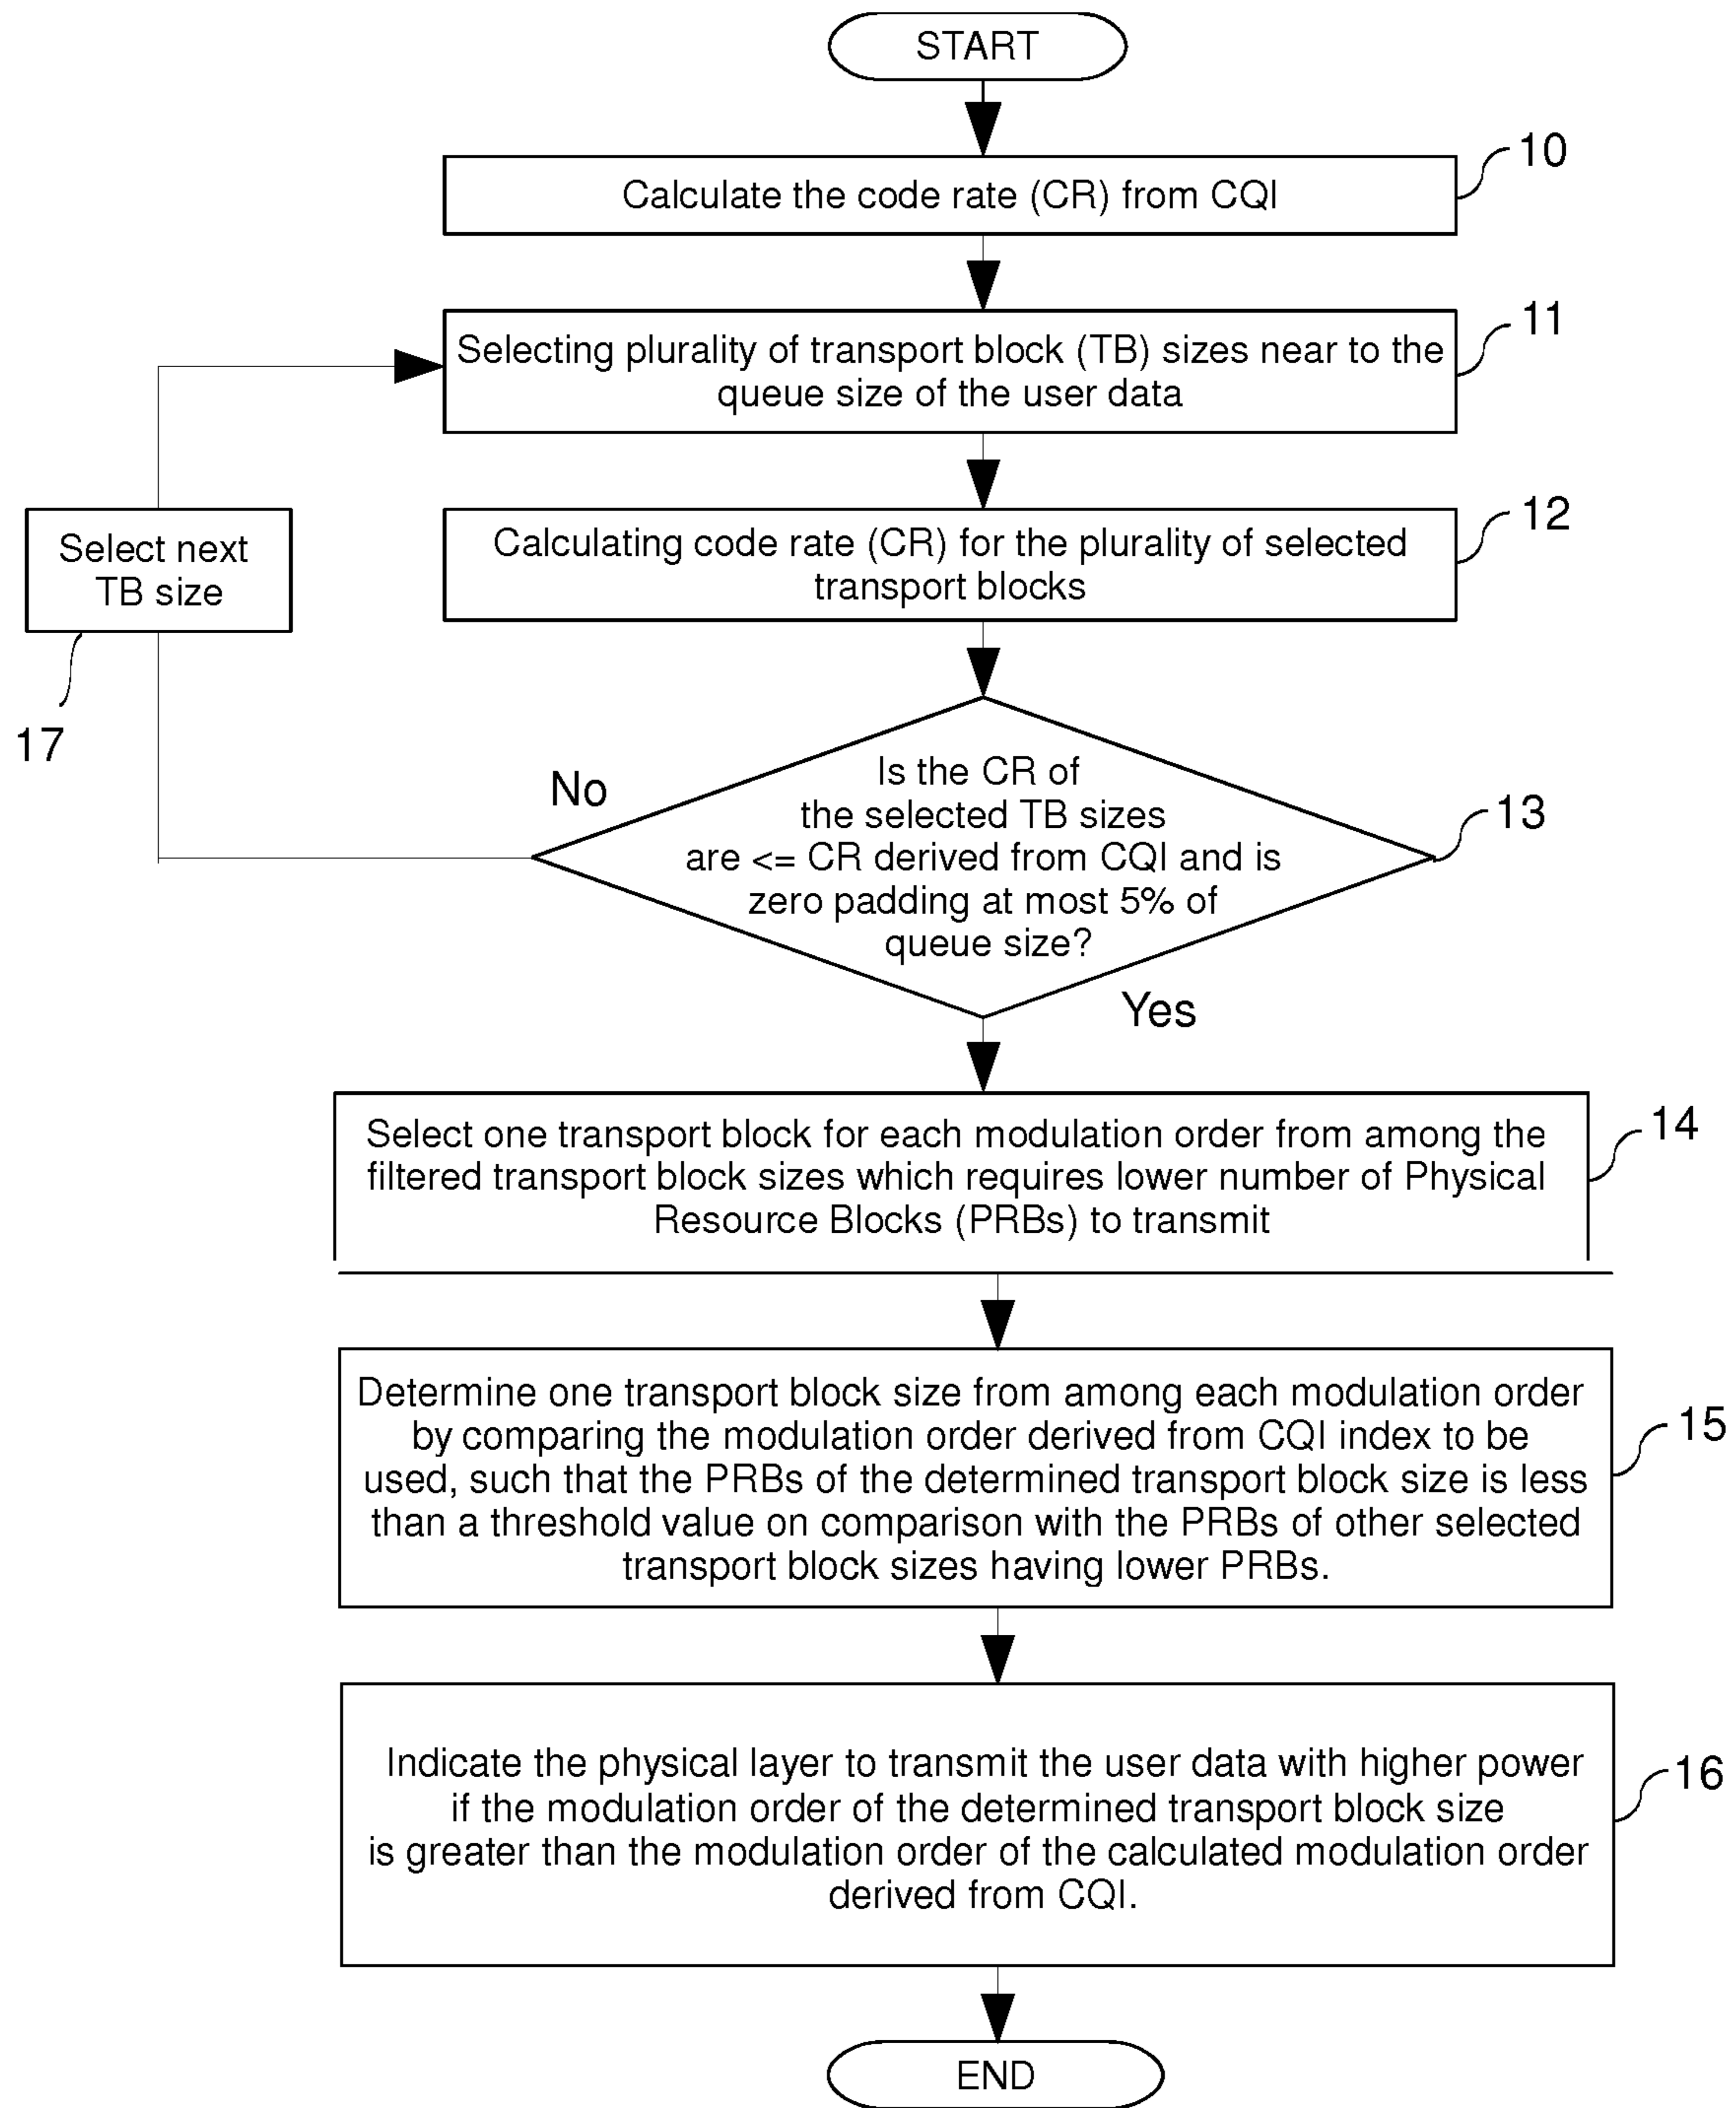 START
10
Calculate the code rate (CR) from CQI
11
Selecting plurality of transport block (TB) sizes near to the
queue size of the user data
12
Calculating code rate (CR) for the plurality of selected
transport blocks
Select next
TB size
17
No
Is the CR of
the selected TB sizes
are <= CR derived from CQI and is
zero padding at most 5% of
queue size?
13
Yes
14
Select one transport block for each modulation order from among the
filtered transport block sizes which requires lower number of Physical
Resource Blocks (PRBs) to transmit
15
Determine one transport block size from among each modulation order
by comparing the modulation order derived from CQI index to be
used, such that the PRBs of the determined transport block size is less
than a threshold value on comparison with the PRBs of other selected
transport block sizes having lower PRBs.
16
Indicate the physical layer to transmit the user data with higher power
if the modulation order of the determined transport block size
is greater than the modulation order of the calculated modulation order
derived from CQI.
END